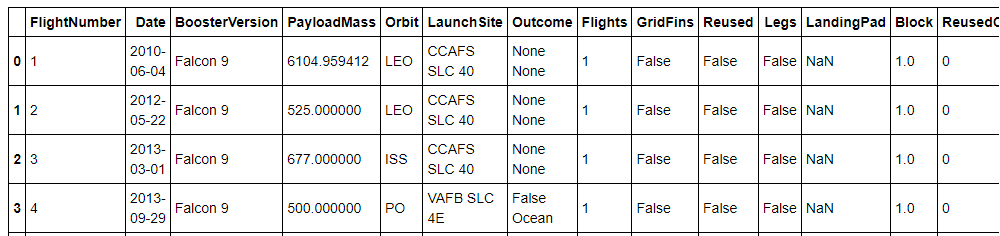 FlightNumber Date BoosterVersion PayloadMass Orbit LaunchSite Outcome Flights GridFins Reused Legs LandingPad Block ReusedC
0 1 2010-06-04 Falcon 9 6104.959412 LEO CCAFS SLC 40 None None 1 False False False NaN 1.0 0
1 2 2012-05-22 Falcon 9 525.000000 LEO CCAFS SLC 40 None None 1 False False False NaN 1.0 0
2 3 2013-03-01 Falcon 9 677.000000 ISS CCAFS SLC 40 None None 1 False False False NaN 1.0 0
3 4 2013-09-29 Falcon 9 500.000000 PO VAFB SLC 4E False Ocean 1 False False False NaN 1.0 0